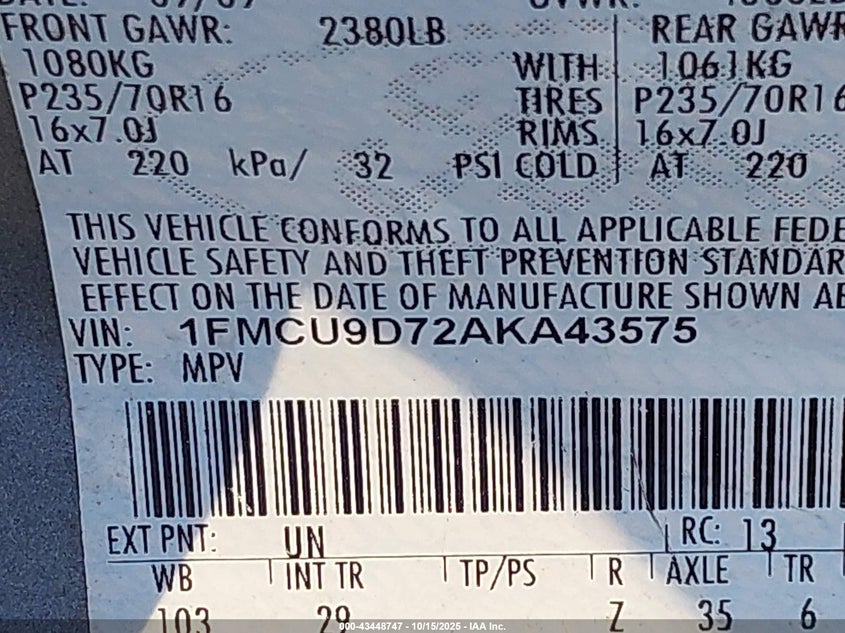 FRONT GAWR: 2380LB REAR GAWR
1080KG WITH 1061KG
P235/70R16 TIRES P235/70R16
16x7.0J RIMS 16x7.0J
AT 220 kPa/ 32 PSI COLD AT 220
THIS VEHICLE CONFORMS TO ALL APPLICABLE FEDE
VEHICLE SAFETY AND THEFT PREVENTION STANDAR
EFFECT ON THE DATE OF MANUFACTURE SHOWN AB
VIN: 1FMCU9D72AKA43575
TYPE: MPV
EXT PNT: UN RC: 13
WB INT TR TP/PS R AXLE TR
103 29 Z 35 6
000-43448747 - 10/15/2025 - IAA Inc.